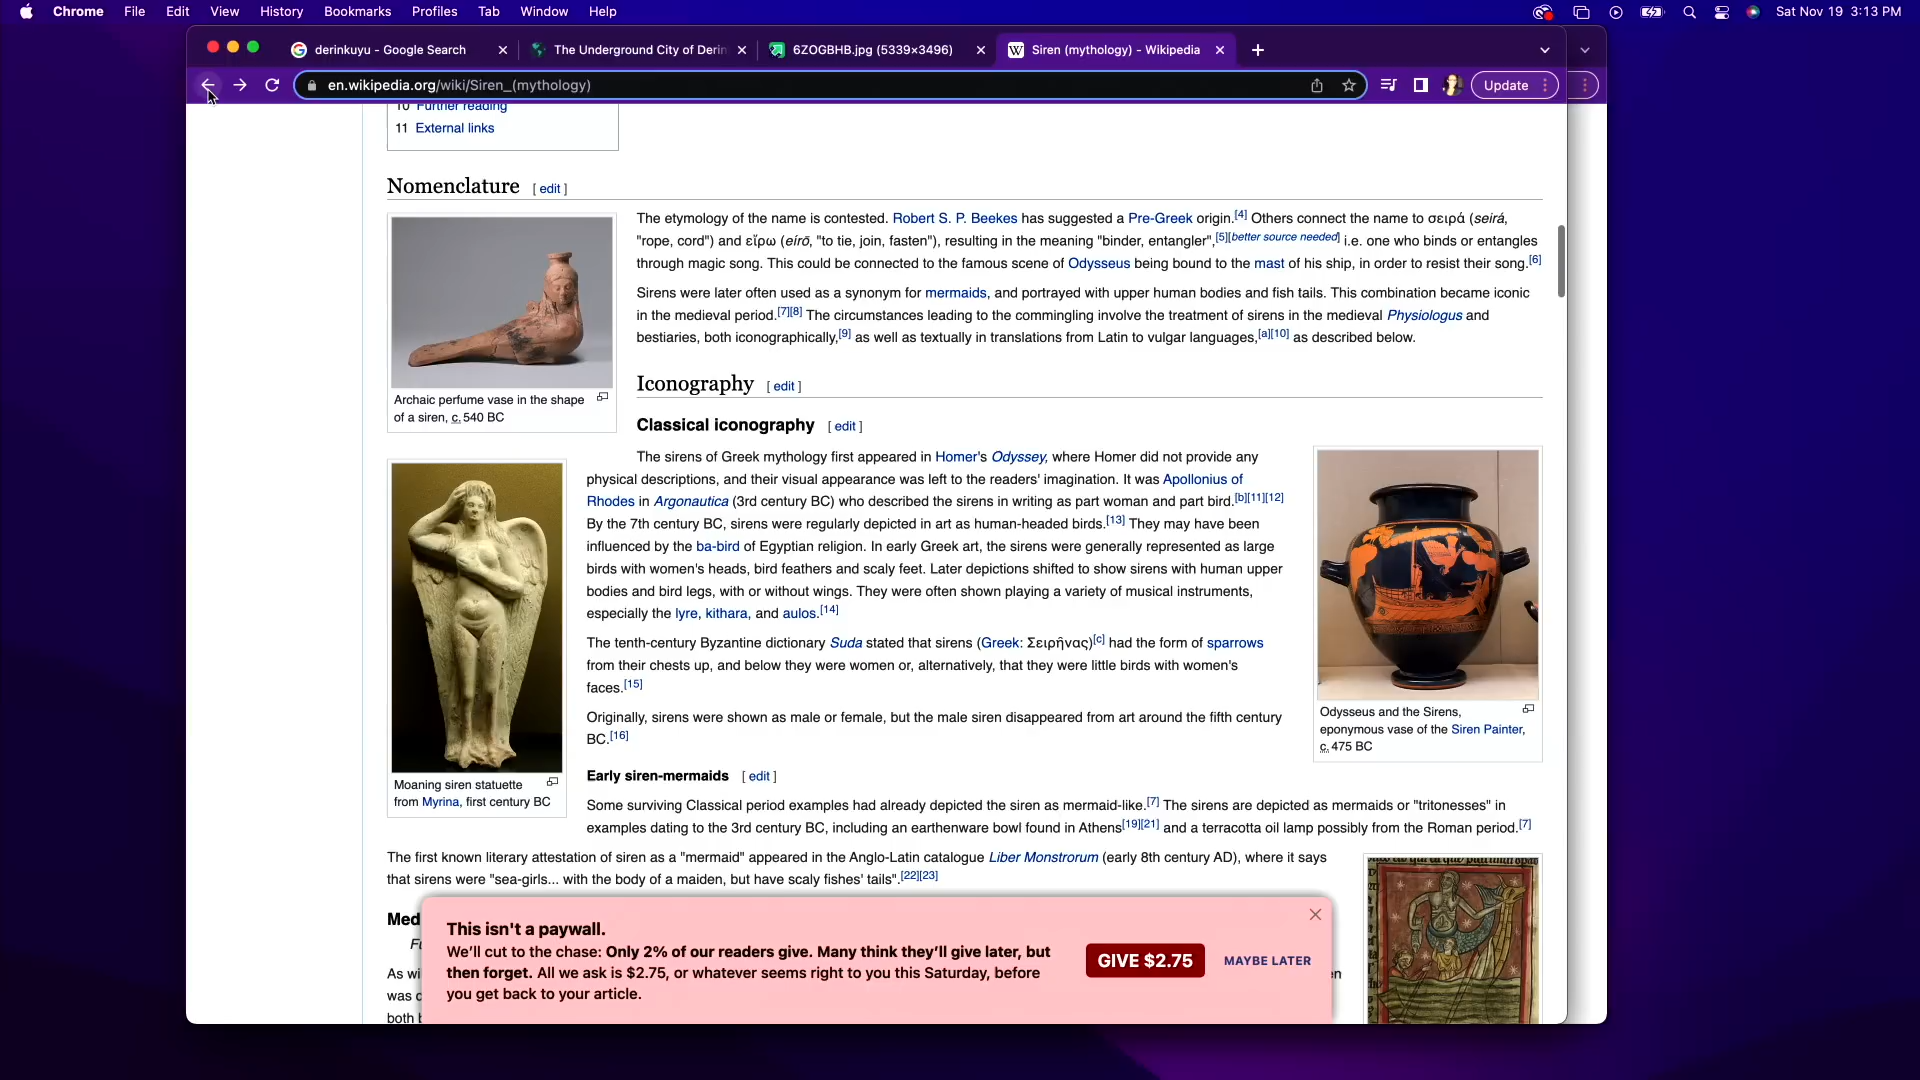 Chrome File Edit View History Bookmarks Profiles Tab Window Help
Sat Nov 19 3:13 PM
derinkuyu - Google Search
The Underground City of Derin
6ZOGBHB.jpg (5339×3496)
Siren (mythology) - Wikipedia
en.wikipedia.org/wiki/Siren_(mythology)
Update
10 Further reading
11 External links
Nomenclature [ edit ]
The etymology of the name is contested. Robert S. P. Beekes has suggested a Pre-Greek origin.[4] Others connect the name to σειρά (seirá,
"rope, cord") and εἴρω (eírō, "to tie, join, fasten"), resulting in the meaning "binder, entangler",[5][better source needed] i.e. one who binds or entangles
through magic song. This could be connected to the famous scene of Odysseus being bound to the mast of his ship, in order to resist their song.[6]
Sirens were later often used as a synonym for mermaids, and portrayed with upper human bodies and fish tails. This combination became iconic
in the medieval period.[7][8] The circumstances leading to the commingling involve the treatment of sirens in the medieval Physiologus and
bestiaries, both iconographically,[9] as well as textually in translations from Latin to vulgar languages,[a][10] as described below.
Archaic perfume vase in the shape
of a siren, c. 540 BC
Iconography [ edit ]
Classical iconography [ edit ]
The sirens of Greek mythology first appeared in Homer's Odyssey, where Homer did not provide any
physical descriptions, and their visual appearance was left to the readers' imagination. It was Apollonius of
Rhodes in Argonautica (3rd century BC) who described the sirens in writing as part woman and part bird.[b][11][12]
By the 7th century BC, sirens were regularly depicted in art as human-headed birds.[13] They may have been
influenced by the ba-bird of Egyptian religion. In early Greek art, the sirens were generally represented as large
birds with women's heads, bird feathers and scaly feet. Later depictions shifted to show sirens with human upper
bodies and bird legs, with or without wings. They were often shown playing a variety of musical instruments,
especially the lyre, kithara, and aulos.[14]
The tenth-century Byzantine dictionary Suda stated that sirens (Greek: Σειρῆνας)[c] had the form of sparrows
from their chests up, and below they were women or, alternatively, that they were little birds with women's
faces.[15]
Originally, sirens were shown as male or female, but the male siren disappeared from art around the fifth century
BC.[16]
Moaning siren statuette
from Myrina, first century BC
Odysseus and the Sirens,
eponymous vase of the Siren Painter,
c. 475 BC
Early siren-mermaids [ edit ]
Some surviving Classical period examples had already depicted the siren as mermaid-like.[7] The sirens are depicted as mermaids or "tritonesses" in
examples dating to the 3rd century BC, including an earthenware bowl found in Athens[19][21] and a terracotta oil lamp possibly from the Roman period.[7]
The first known literary attestation of siren as a "mermaid" appeared in the Anglo-Latin catalogue Liber Monstrorum (early 8th century AD), where it says
that sirens were "sea-girls... with the body of a maiden, but have scaly fishes' tails".[22][23]
Med
As wi
was c
both b
This isn't a paywall.
We'll cut to the chase: Only 2% of our readers give. Many think they'll give later, but
then forget. All we ask is $2.75, or whatever seems right to you this Saturday, before
you get back to your article.
GIVE $2.75
MAYBE LATER